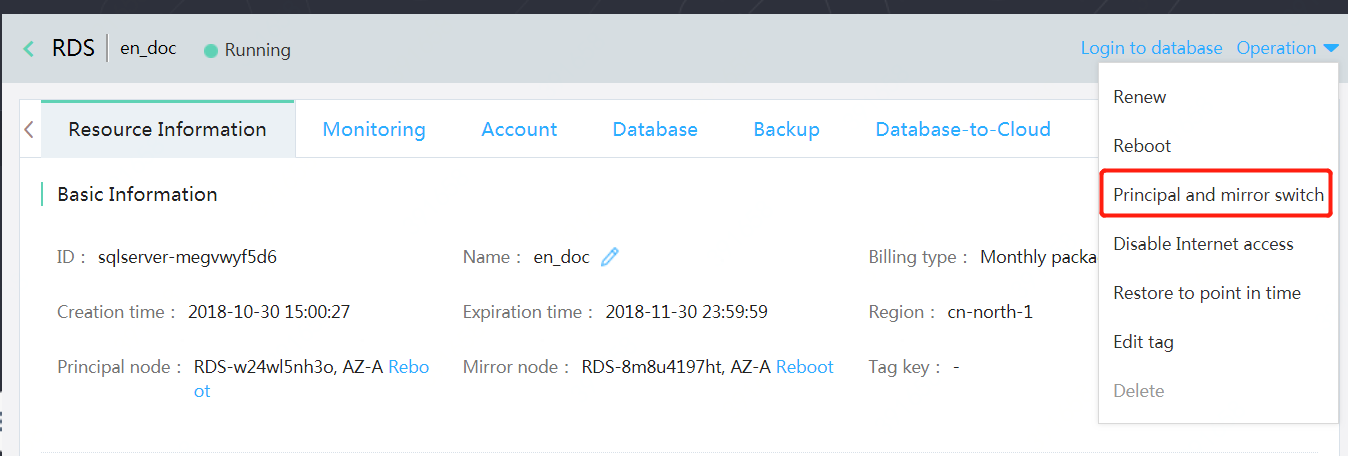 RDS en_doc Running Login to database Operation
Renew
Resource Information Monitoring Account Database Backup Database-to-Cloud
Reboot
Basic Information Principal and mirror switch
Disable Internet access
ID： sqlserver-megvwyf5d6 Name： en_doc Billing type： Monthly packa
Restore to point in time
Creation time： 2018-10-30 15:00:27 Expiration time： 2018-11-30 23:59:59 Region： cn-north-1
Edit tag
Principal node： RDS-w24wl5nh3o, AZ-A Rebo Mirror node： RDS-8m8u4197ht, AZ-A Reboot Tag key： -
ot Delete